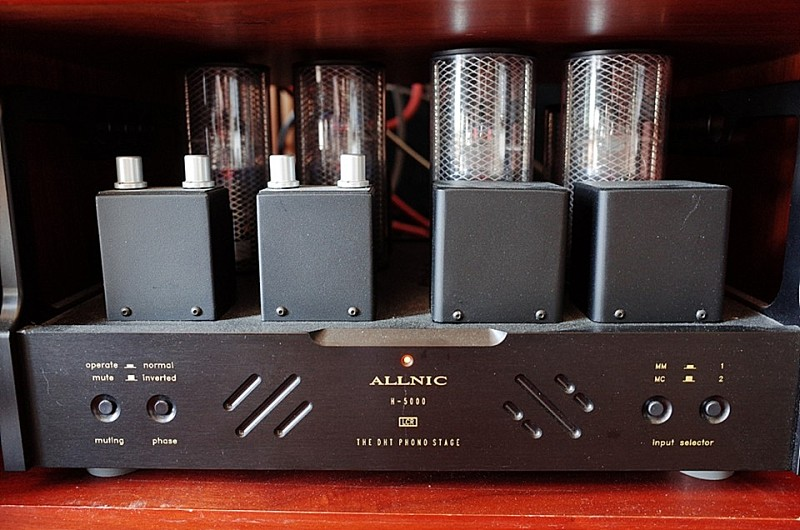 operate normal
mute inverted
muting phase
ALLNIC
H-5000
LCR
THE DHT PHONO STAGE
MM 1
MC 2
input selector